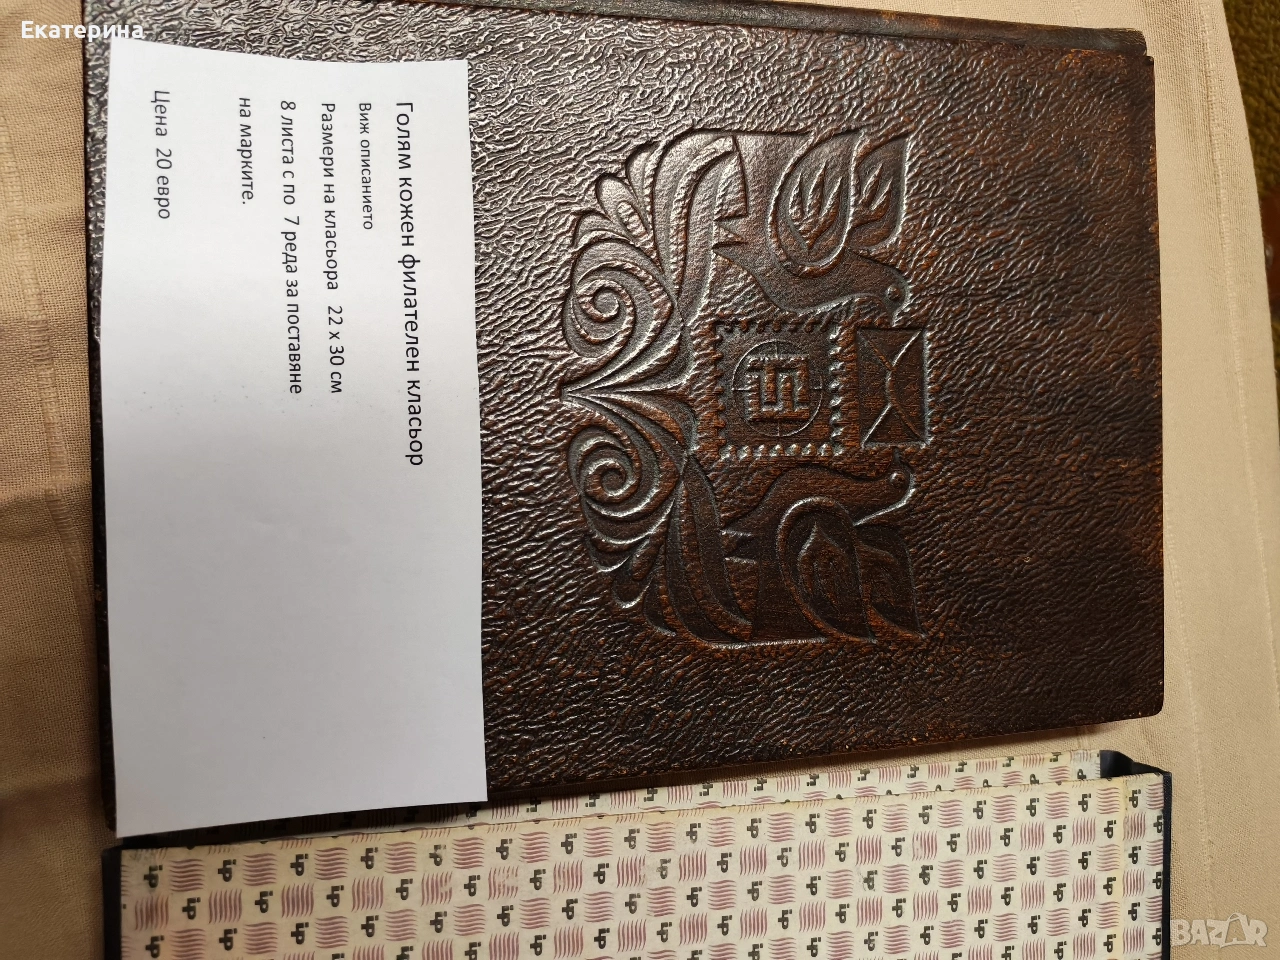 Екатерина
Голям кожен филателен класьор
Виж описанието
Размери на класьора 22 х 30 см
8 листа с по 7 реда за поставяне
на марките.
Цена 20 евро
BAZAR